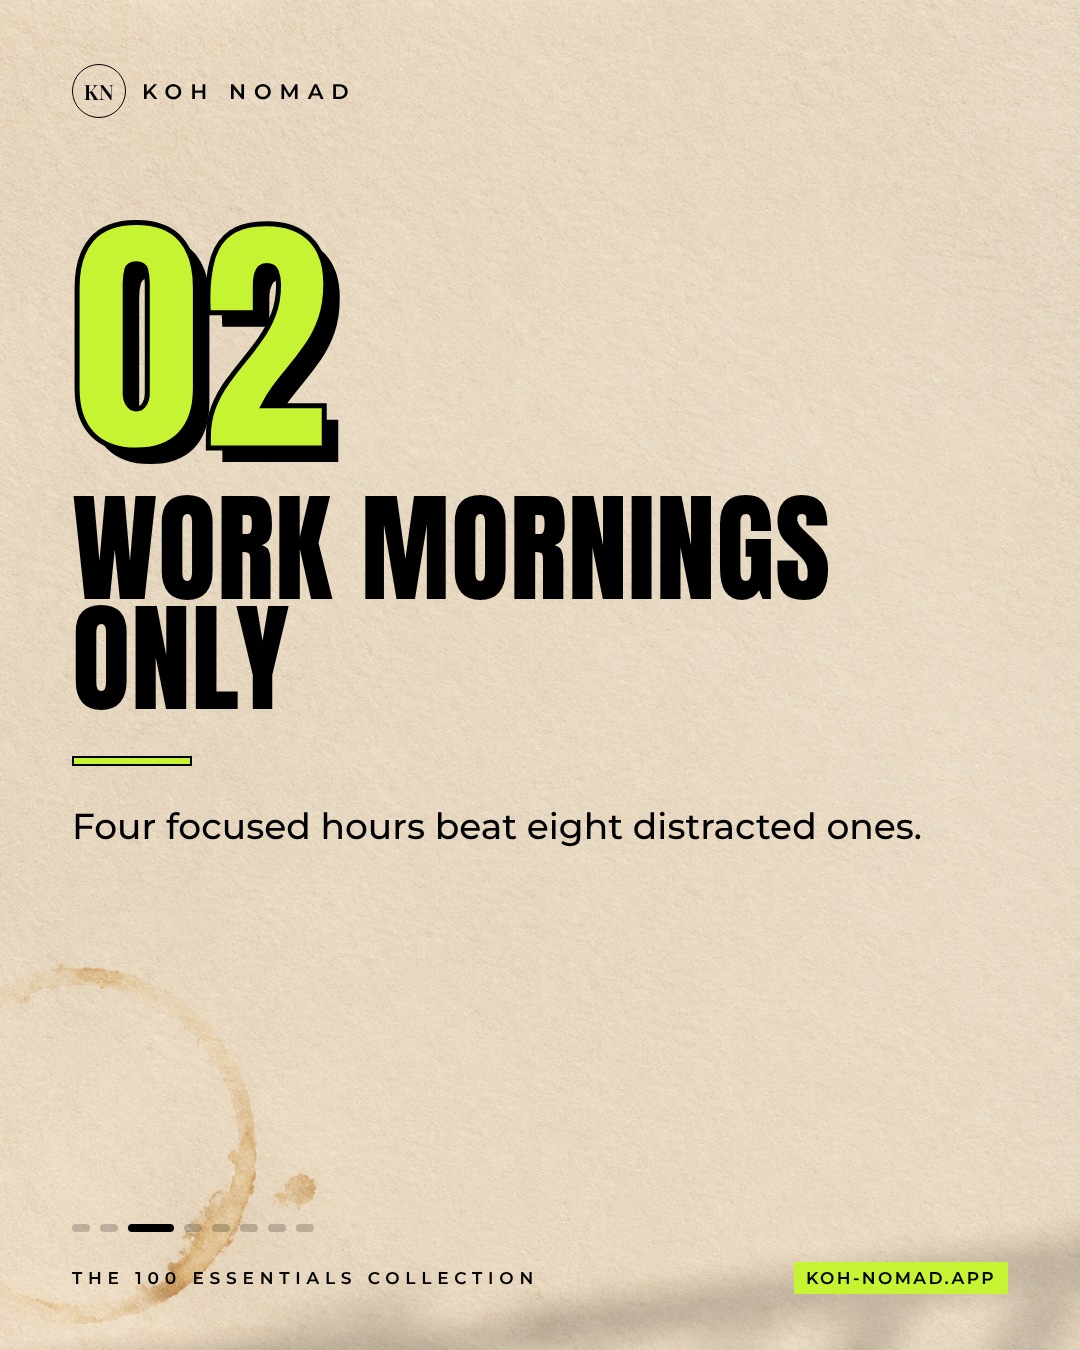 KN KOH NOMAD
02
WORK MORNINGS
ONLY
Four focused hours beat eight distracted ones.
THE 100 ESSENTIALS COLLECTION
KOH-NOMAD.APP